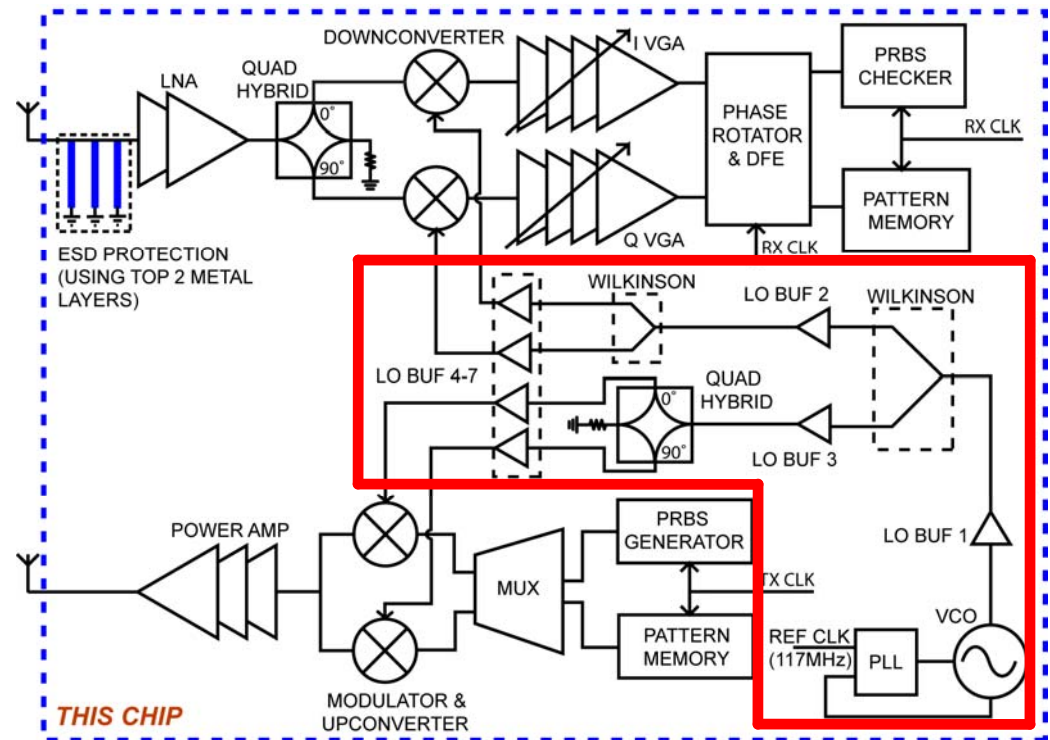 DOWNCONVERTER
I VGA
PRBS
CHECKER
LNA
QUAD
HYBRID
0°
90°
PHASE
ROTATOR
& DFE
RX CLK
PATTERN
MEMORY
ESD PROTECTION
(USING TOP 2 METAL
LAYERS)
Q VGA
RX CLK
WILKINSON
LO BUF 2
WILKINSON
LO BUF 4-7
0°
90°
QUAD
HYBRID
LO BUF 3
POWER AMP
MUX
PRBS
GENERATOR
TX CLK
PATTERN
MEMORY
LO BUF 1
VCO
REF CLK
(117MHz)
PLL
MODULATOR &
UPCONVERTER
THIS CHIP